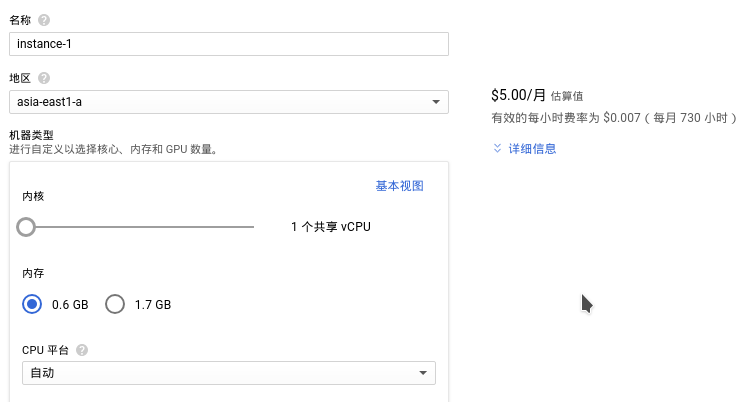 名称
instance-1
地区
asia-east1-a
$5.00/月 估算值
有效的每小时费率为 $0.007（每月 730 小时）
详细信息
机器类型
进行自定义以选择核心、内存和 GPU 数量。
基本视图
内核
1 个共享 vCPU
内存
0.6 GB 1.7 GB
CPU 平台
自动